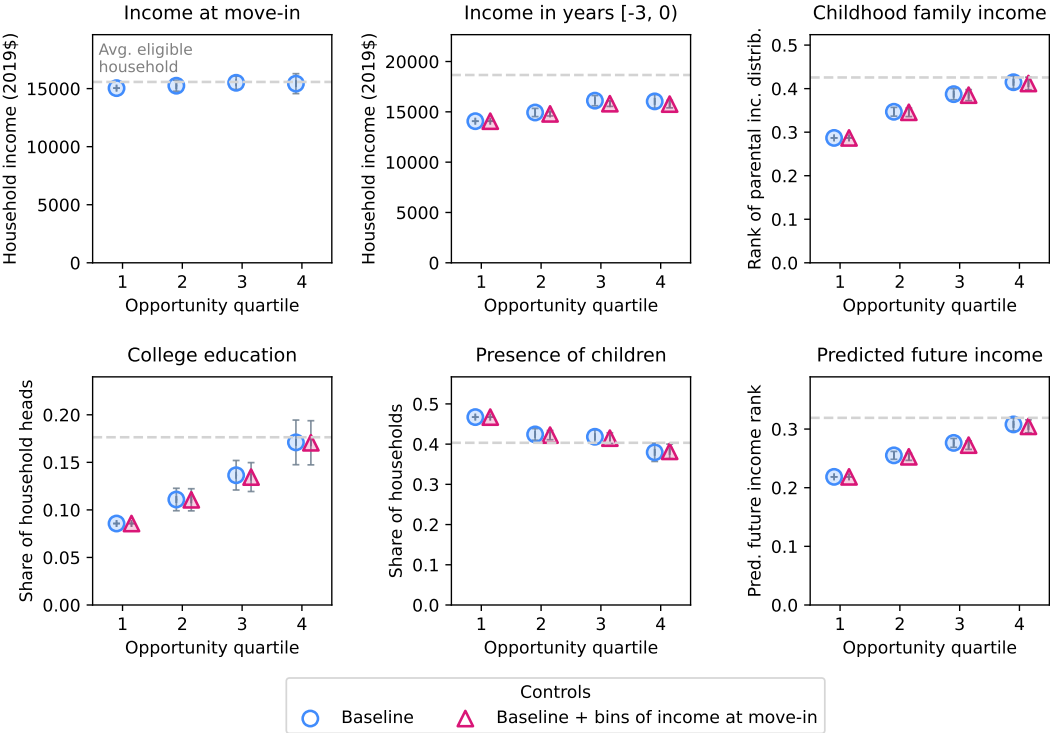 Income at move-in
Household income (2019$)
Avg. eligible
household
15000
10000
5000
0
1 2 3 4
Opportunity quartile
Income in years [-3, 0)
Household income (2019$)
20000
15000
10000
5000
0
1 2 3 4
Opportunity quartile
Childhood family income
Rank of parental inc. distrib.
0.5
0.4
0.3
0.2
0.1
0.0
1 2 3 4
Opportunity quartile
College education
Share of household heads
0.20
0.15
0.10
0.05
0.00
1 2 3 4
Opportunity quartile
Presence of children
Share of households
0.5
0.4
0.3
0.2
0.1
0.0
1 2 3 4
Opportunity quartile
Predicted future income
Pred. future income rank
0.3
0.2
0.1
0.0
1 2 3 4
Opportunity quartile
Controls
Baseline
Baseline + bins of income at move-in